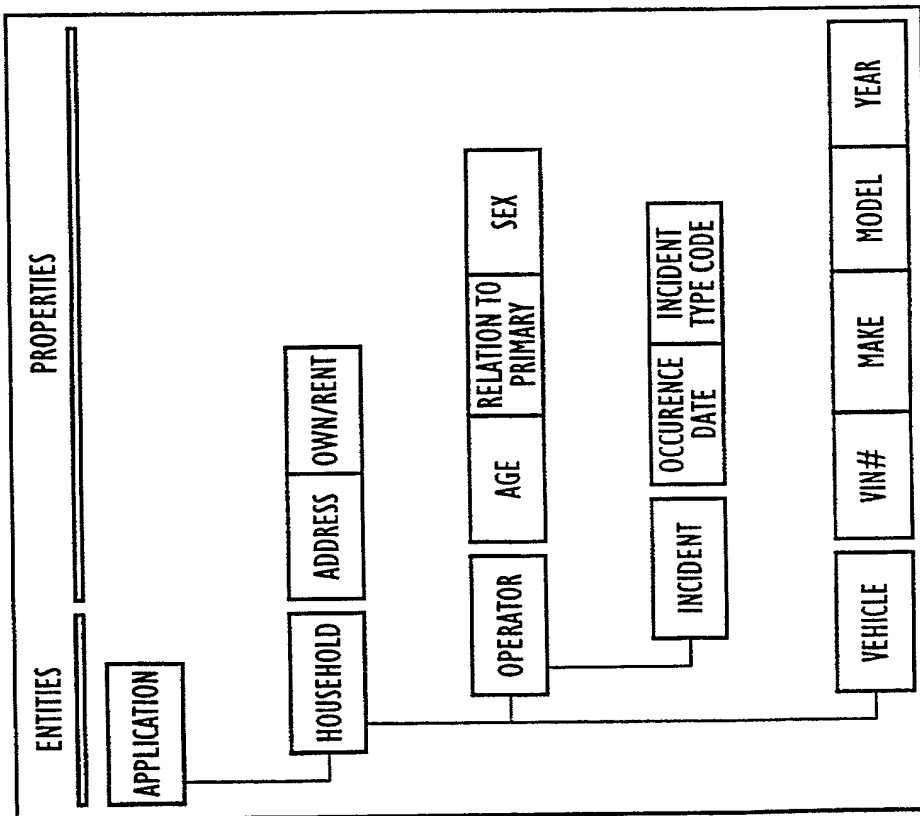 ENTITIES
PROPERTIES
APPLICATION
HOUSEHOLD
ADDRESS
OWN/RENT
OPERATOR
AGE
RELATION TO
PRIMARY
SEX
INCIDENT
OCCURENCE
DATE
INCIDENT
TYPE CODE
VEHICLE
VIN#
MAKE
MODEL
YEAR